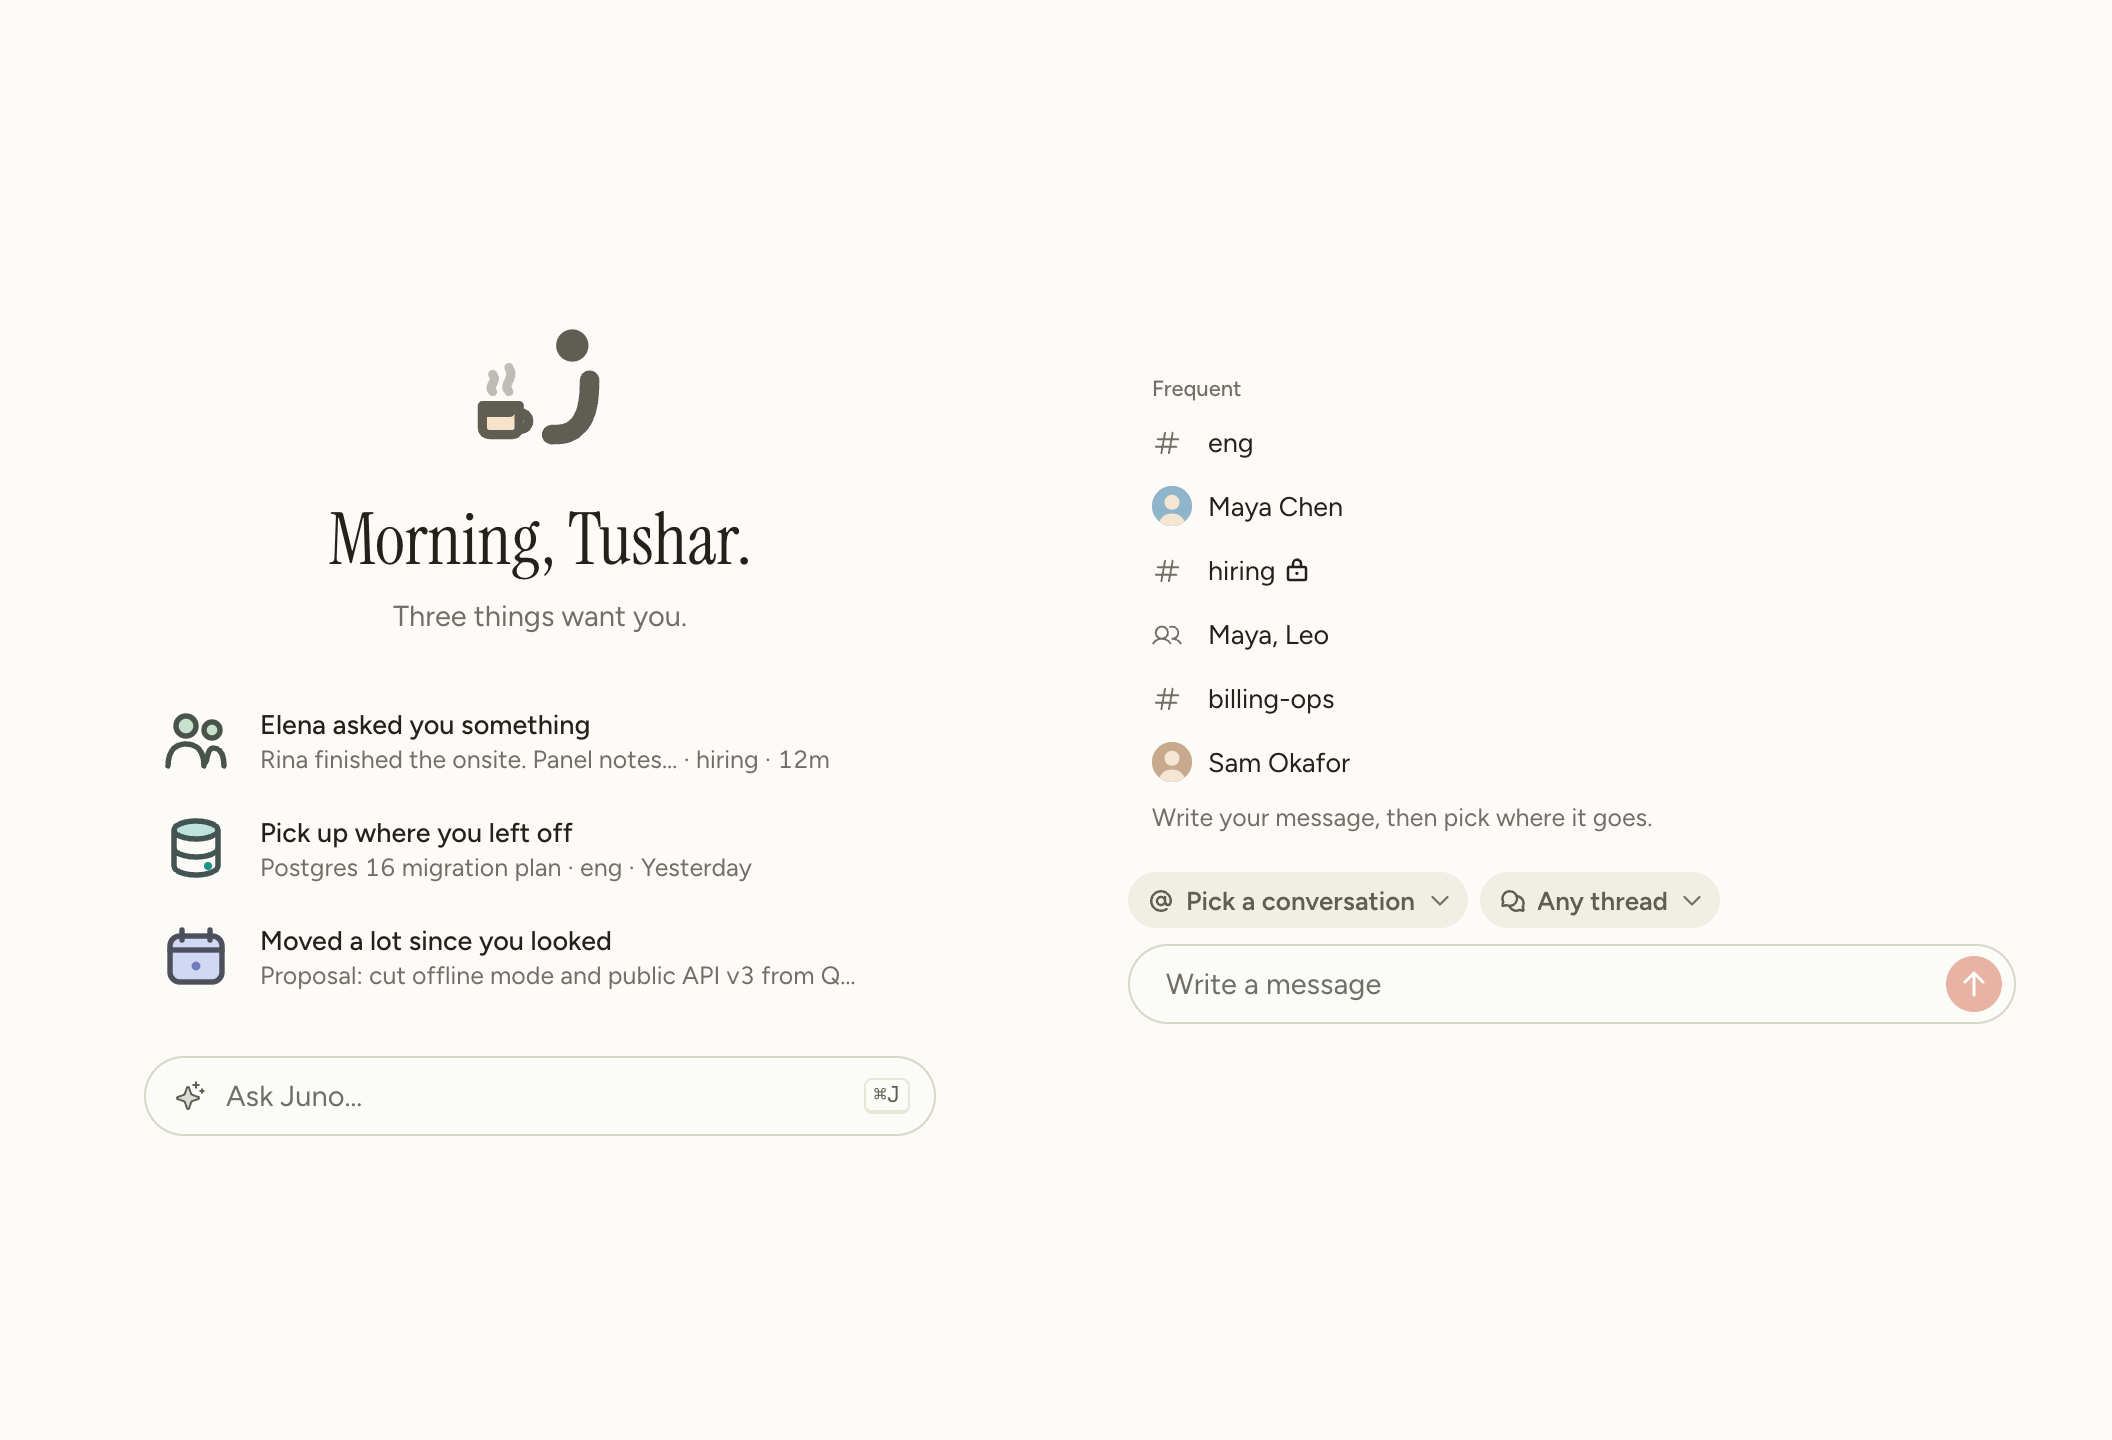 Morning, Tushar.
Three things want you.
Elena asked you something
Rina finished the onsite. Panel notes... · hiring · 12m
Pick up where you left off
Postgres 16 migration plan · eng · Yesterday
Moved a lot since you looked
Proposal: cut offline mode and public API v3 from Q...
Ask Juno...
⌘J
Frequent
# eng
Maya Chen
# hiring
Maya, Leo
# billing-ops
Sam Okafor
Write your message, then pick where it goes.
@ Pick a conversation
Any thread
Write a message